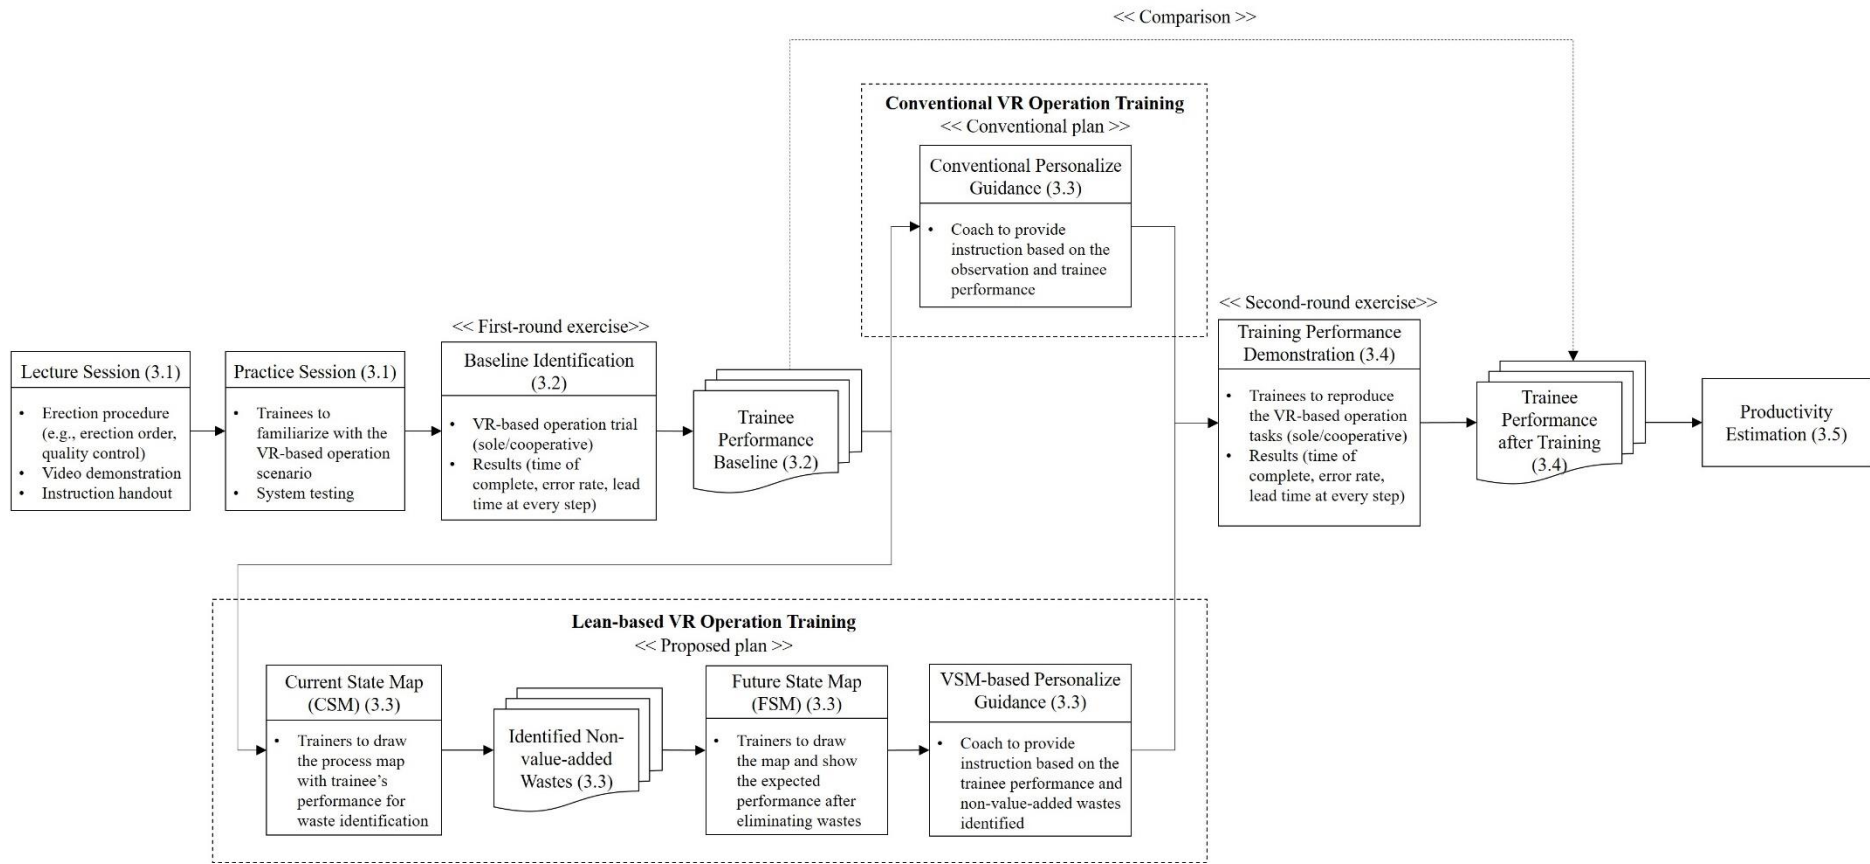 << Comparison >>
Conventional VR Operation Training
<< Conventional plan >>
Conventional Personalize
Guidance (3.3)
• Coach to provide
instruction based on the
observation and trainee
performance
Lecture Session (3.1)
• Erection procedure
(e.g., erection order,
quality control)
• Video demonstration
• Instruction handout
Practice Session (3.1)
• Trainees to
familiarize with the
VR-based operation
scenario
• System testing
<< First-round exercise>>
Baseline Identification
(3.2)
• VR-based operation trial
(sole/cooperative)
• Results (time of
complete, error rate, lead
time at every step)
Trainee
Performance
Baseline (3.2)
<< Second-round exercise>>
Training Performance
Demonstration (3.4)
• Trainees to reproduce
the VR-based operation
tasks (sole/cooperative)
• Results (time of
complete, error rate,
lead time at every step)
Trainee
Performance
after Training
(3.4)
Productivity
Estimation (3.5)
Lean-based VR Operation Training
<< Proposed plan >>
Current State Map
(CSM) (3.3)
• Trainers to draw
the process map
with trainee’s
performance for
waste identification
Identified Non-
value-added
Wastes (3.3)
Future State Map
(FSM) (3.3)
• Trainers to draw
the map and show
the expected
performance after
eliminating wastes
VSM-based Personalize
Guidance (3.3)
• Coach to provide
instruction based on the
trainee performance and
non-value-added wastes
identified